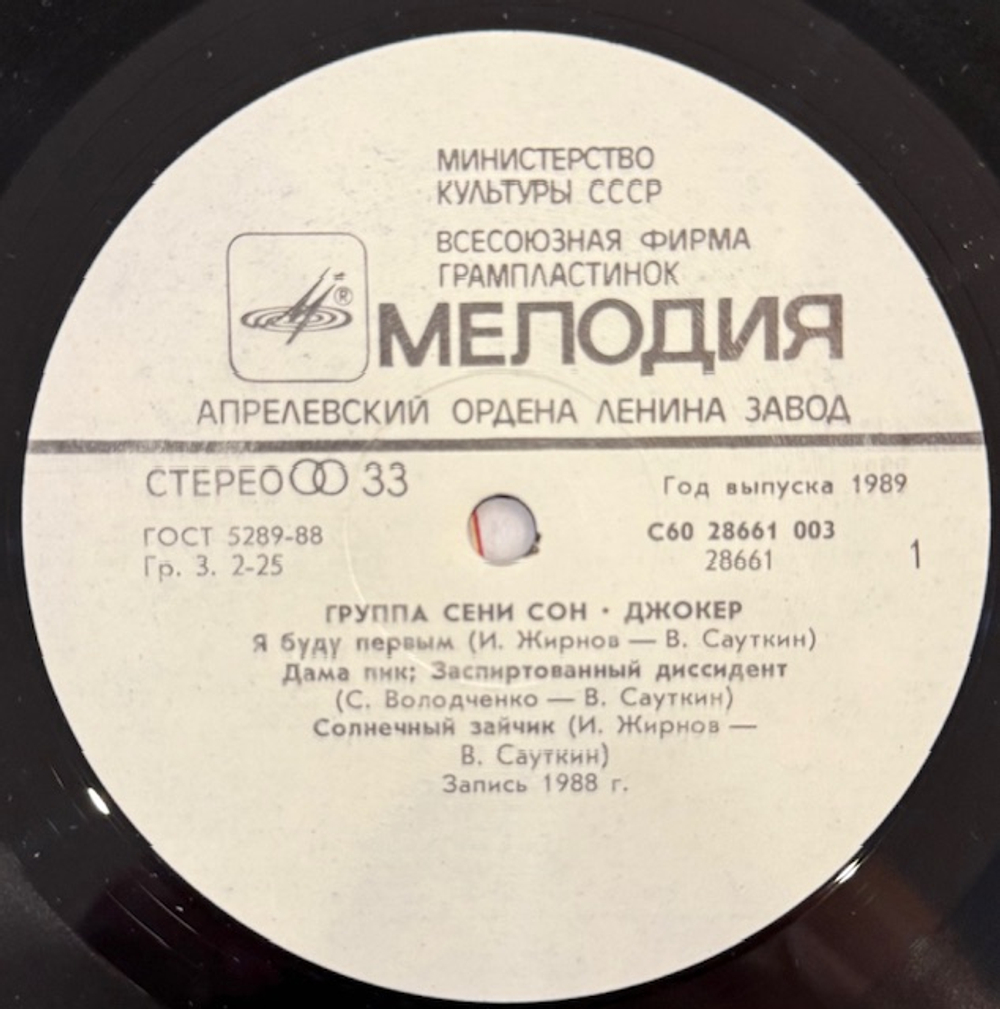 МИНИСТЕРСТВО
КУЛЬТУРЫ СССР
ВСЕСОЮЗНАЯ ФИРМА
ГРАМПЛАСТИНОК
®
МЕЛОДИЯ
АПРЕЛЕВСКИЙ ОРДЕНА ЛЕНИНА ЗАВОД
СТЕРЕО 33 Год выпуска 1989
ГОСТ 5289-88 С60 28661 003
Гр. 3. 2-25 28661 1
ГРУППА СЕНИ СОН · ДЖОКЕР
Я буду первым (И. Жирнов — В. Сауткин)
Дама пик; Заспиртованный диссидент
(С. Володченко — В. Сауткин)
Солнечный зайчик (И. Жирнов —
В. Сауткин)
Запись 1988 г.